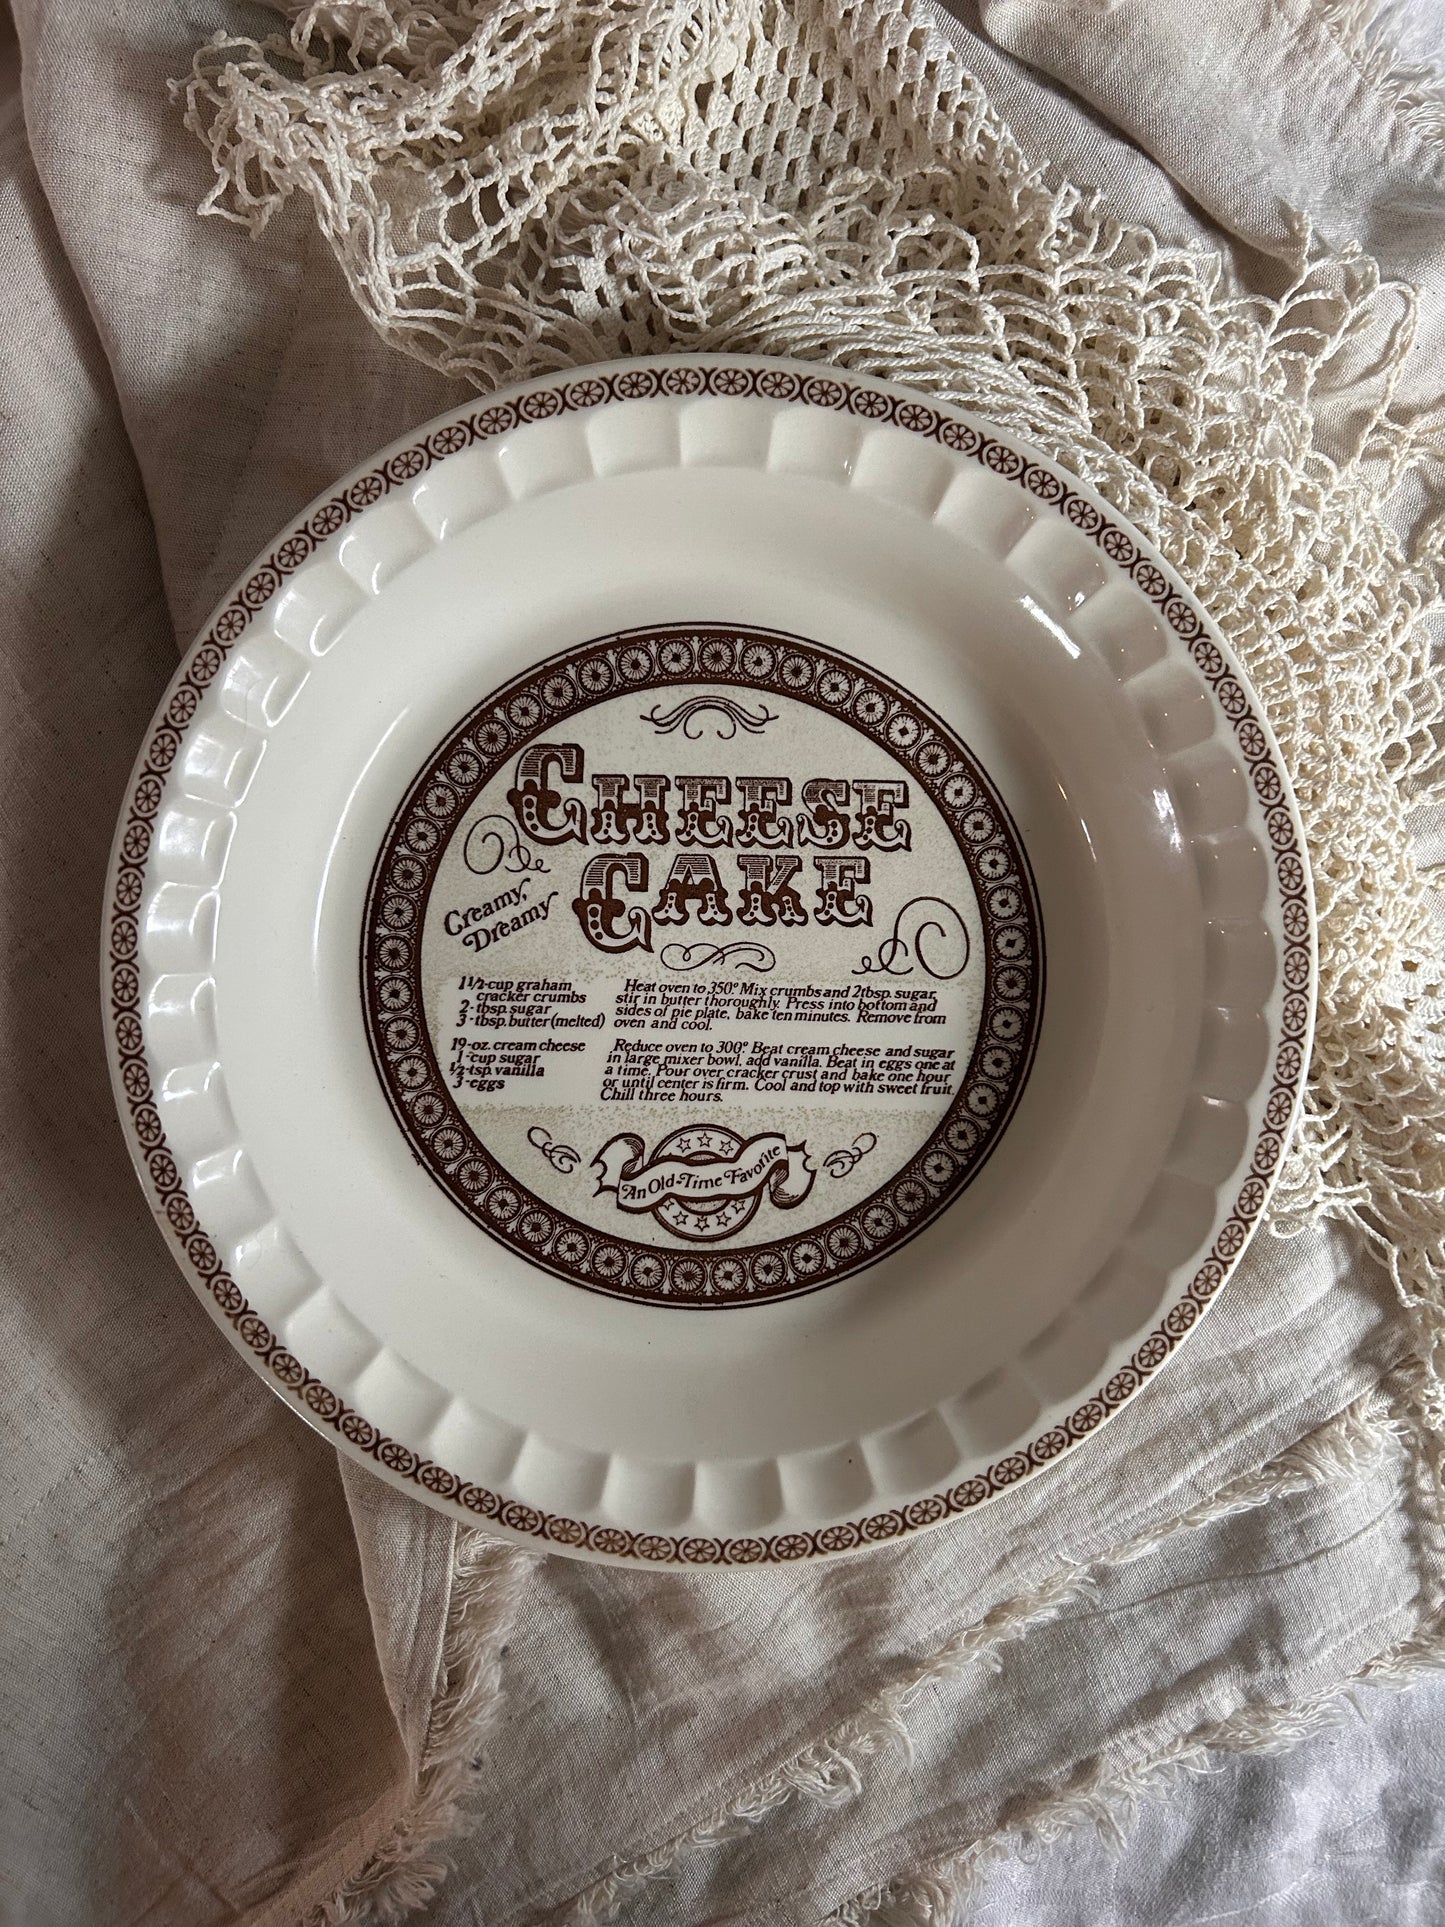 CHEESE
CAKE
Creamy,
Dreamy
1 1/2-cup graham
cracker crumbs
2-tbsp. sugar
3-tbsp. butter (melted)
19-oz. cream cheese
1-cup sugar
1/2-tsp. vanilla
3-eggs
Heat oven to 350° Mix crumbs and 2tbsp. sugar,
stir in butter thoroughly. Press into bottom and
sides of pie plate, bake ten minutes. Remove from
oven and cool.
Reduce oven to 300° Beat cream cheese and sugar
in large mixer bowl, add vanilla. Beat in eggs one at
a time. Pour over cracker crust and bake one hour
or until center is firm. Cool and top with sweet fruit.
Chill three hours.
An Old-Time Favorite